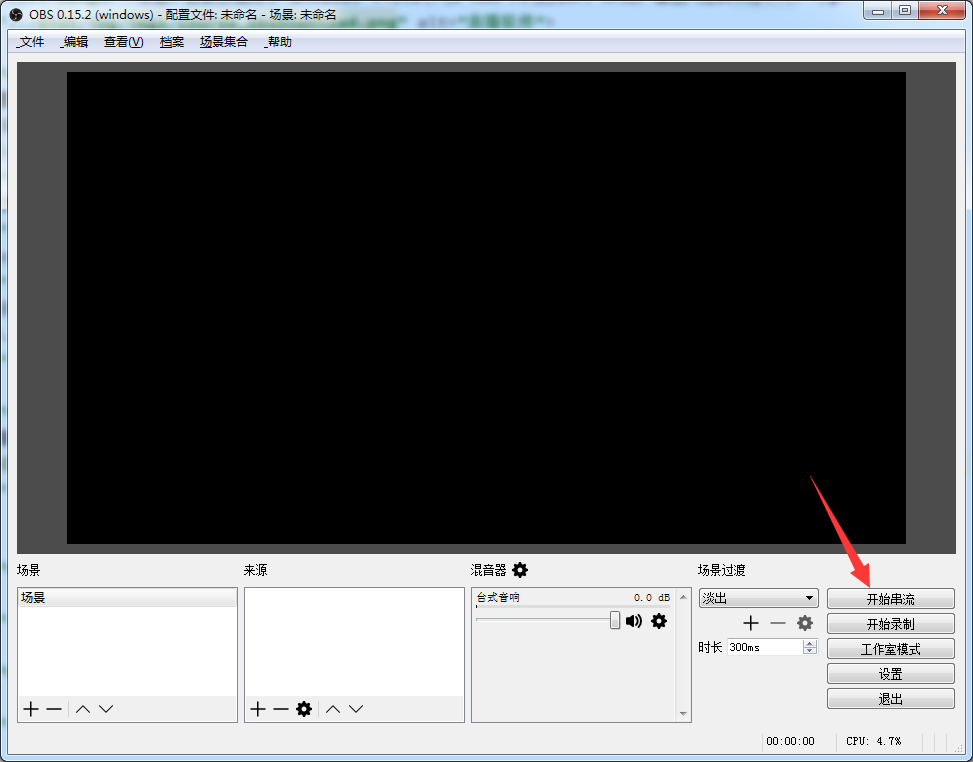 OBS 0.15.2 (windows) - 配置文件: 未命名 - 场景: 未命名
_文件 _编辑 查看(V) 档案 场景集合 _帮助
场景 来源 混音器 场景过渡
场景
台式音响 0.0 dB
淡出
时长 300ms
开始串流
开始录制
工作室模式
设置
退出
00:00:00 CPU: 4.7%